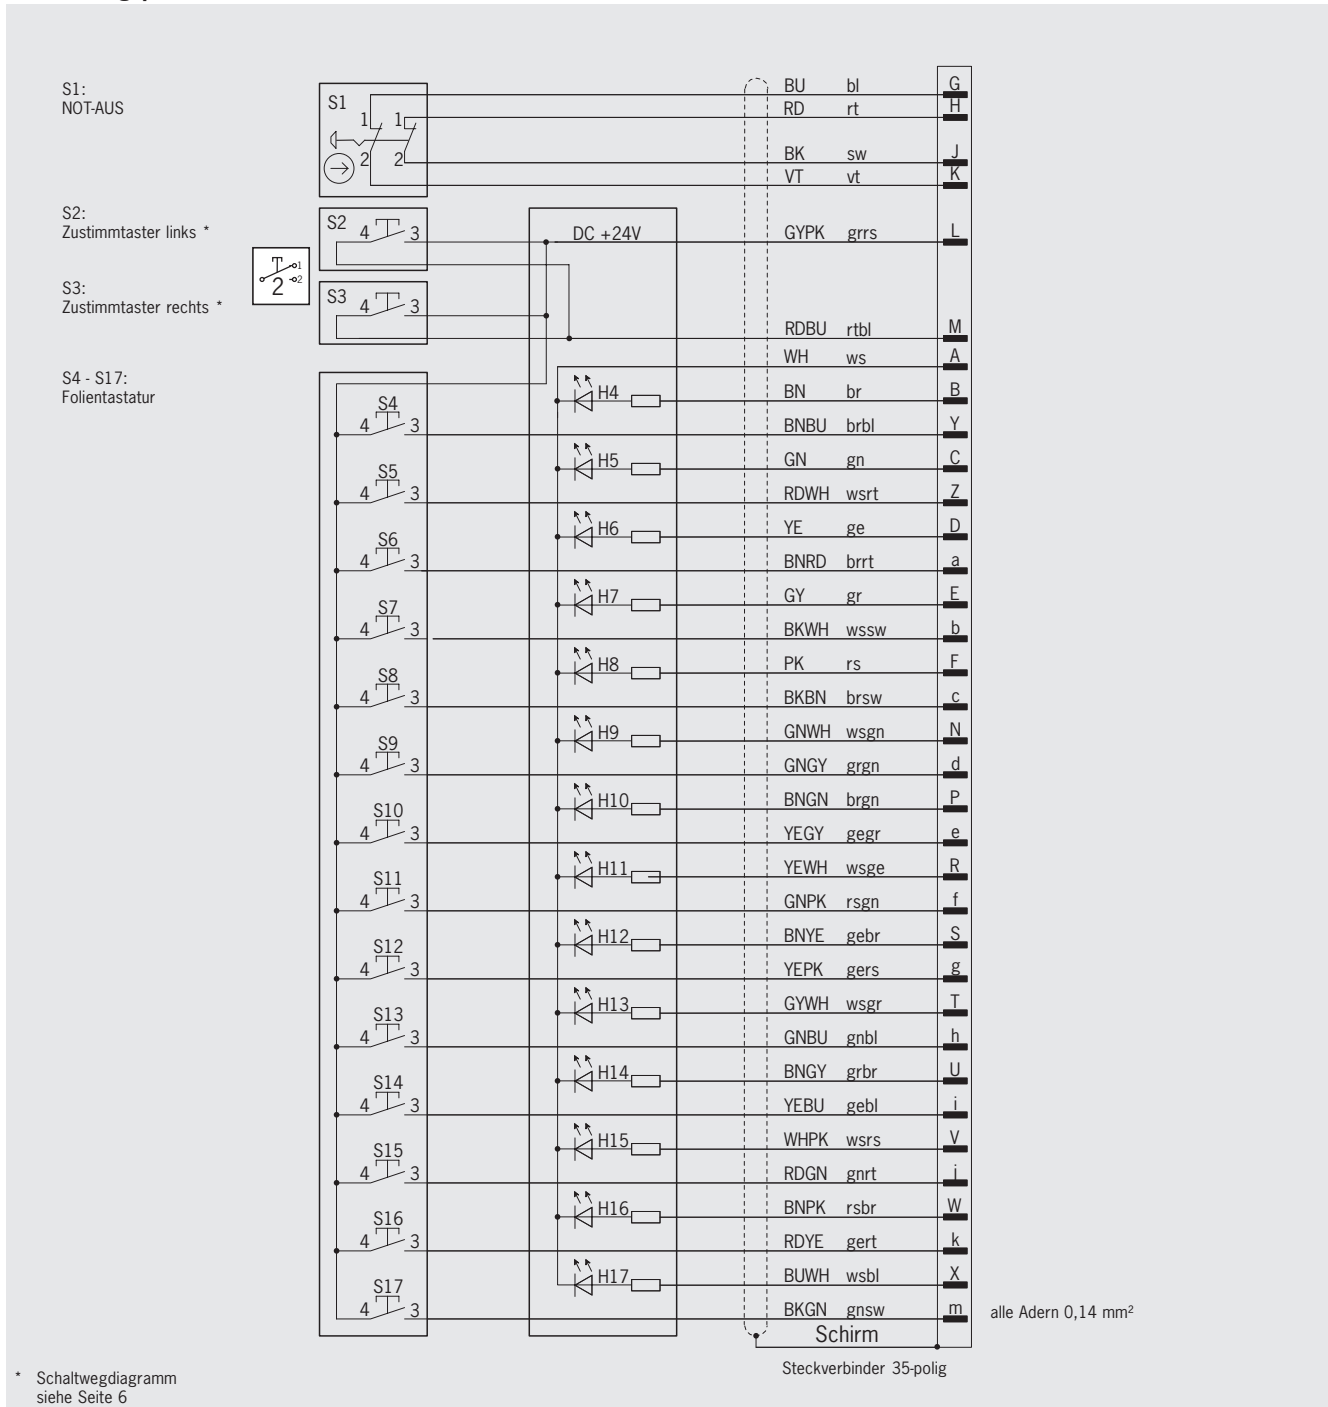 S1:
NOT-AUS
S1
1 1
2 2
BU bl G
RD rt H
BK sw J
VT vt K
S2:
Zustimmtaster links *
S2
4 3
DC +24V
GYPK grrs L
1
2 2
S3:
Zustimmtaster rechts *
S3
4 3
RDBU rtbl M
WH ws A
S4 - S17:
Folientastatur
H4
BN br B
S4
4 3
BNBU brbl Y
H5
GN gn C
S5
4 3
RDWH wsrt Z
H6
YE ge D
S6
4 3
BNRD brrt a
H7
GY gr E
S7
4 3
BKWH wssw b
H8
PK rs F
S8
4 3
BKBN brsw c
H9
GNWH wsgn N
S9
4 3
GNGY grgn d
H10
BNGN brgn P
S10
4 3
YEGY gegr e
H11
YEWH wsge R
S11
4 3
GNPK rsgn f
H12
BNYE gebr S
S12
4 3
YEPK gers g
H13
GYWH wsgr T
S13
4 3
GNBU gnbl h
H14
BNGY grbr U
S14
4 3
YEBU gebl i
H15
WHPK wsrs V
S15
4 3
RDGN gnrt j
H16
BNPK rsbr W
S16
4 3
RDYE gert k
H17
BUWH wsbl X
S17
4 3
BKGN gnsw m
alle Adern 0,14 mm²
Schirm
Steckverbinder 35-polig
* Schaltwegdiagramm
siehe Seite 6